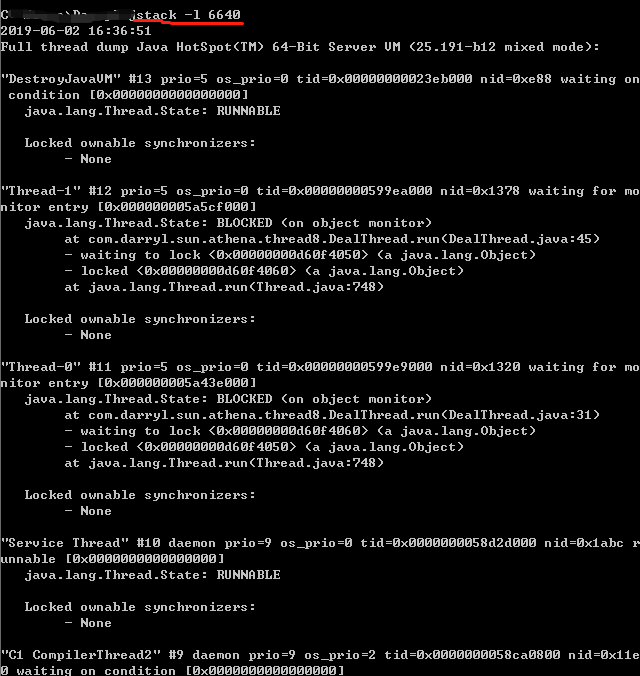 jstack -l 6640
2019-06-02 16:36:51
Full thread dump Java HotSpot(TM) 64-Bit Server VM (25.191-b12 mixed mode):
"DestroyJavaVM" #13 prio=5 os_prio=0 tid=0x00000000023eb000 nid=0xe88 waiting on
 condition [0x0000000000000000]
   java.lang.Thread.State: RUNNABLE
   Locked ownable synchronizers:
        - None
"Thread-1" #12 prio=5 os_prio=0 tid=0x00000000599ea000 nid=0x1378 waiting for mo
nitor entry [0x000000005a5cf000]
   java.lang.Thread.State: BLOCKED (on object monitor)
        at com.darryl.sun.athena.thread8.DealThread.run(DealThread.java:45)
        - waiting to lock <0x00000000d60f4050> (a java.lang.Object)
        - locked <0x00000000d60f4060> (a java.lang.Object)
        at java.lang.Thread.run(Thread.java:748)
   Locked ownable synchronizers:
        - None
"Thread-0" #11 prio=5 os_prio=0 tid=0x00000000599e9000 nid=0x1320 waiting for mo
nitor entry [0x000000005a43e000]
   java.lang.Thread.State: BLOCKED (on object monitor)
        at com.darryl.sun.athena.thread8.DealThread.run(DealThread.java:31)
        - waiting to lock <0x00000000d60f4060> (a java.lang.Object)
        - locked <0x00000000d60f4050> (a java.lang.Object)
        at java.lang.Thread.run(Thread.java:748)
   Locked ownable synchronizers:
        - None
"Service Thread" #10 daemon prio=9 os_prio=0 tid=0x0000000058d2d000 nid=0x1abc r
unnable [0x0000000000000000]
   java.lang.Thread.State: RUNNABLE
   Locked ownable synchronizers:
        - None
"C1 CompilerThread2" #9 daemon prio=9 os_prio=2 tid=0x0000000058ca0800 nid=0x11e
0 waiting on condition [0x0000000000000000]